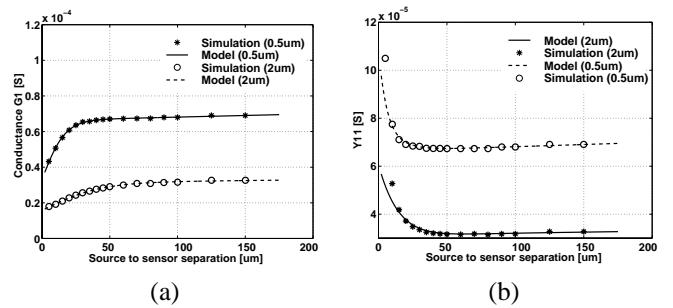 1.2 x 10^-4
Simulation (0.5um)
Model (0.5um)
Simulation (2um)
Model (2um)
Conductance G1 [S]
1
0.8
0.6
0.4
0.2
0
0 50 100 150 200
Source to sensor separation [um]
(a)
12 x 10^-5
Model (2um)
Simulation (2um)
Model (0.5um)
Simulation (0.5um)
Y11 [S]
10
8
6
4
0 50 100 150 200
Source to sensor separation [um]
(b)